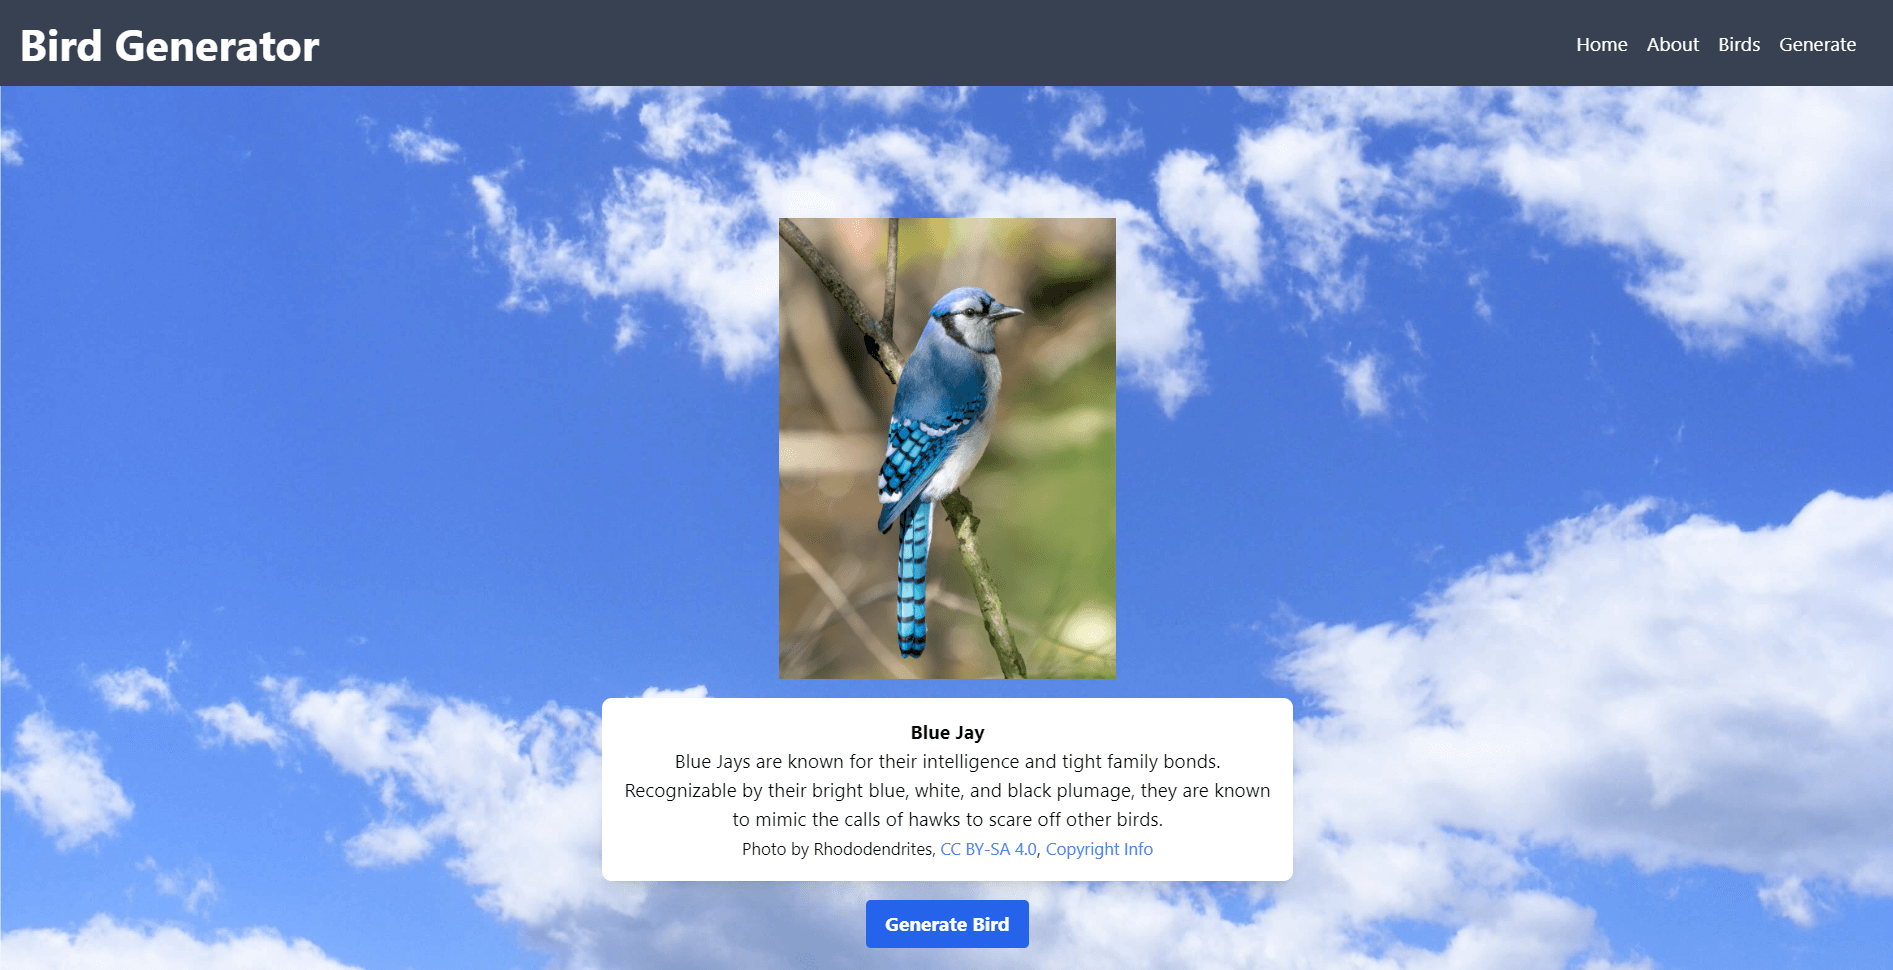 Bird Generator
Home About Birds Generate
Blue Jay
Blue Jays are known for their intelligence and tight family bonds.
Recognizable by their bright blue, white, and black plumage, they are known
to mimic the calls of hawks to scare off other birds.
Photo by Rhododendrites, CC BY-SA 4.0, Copyright Info
Generate Bird